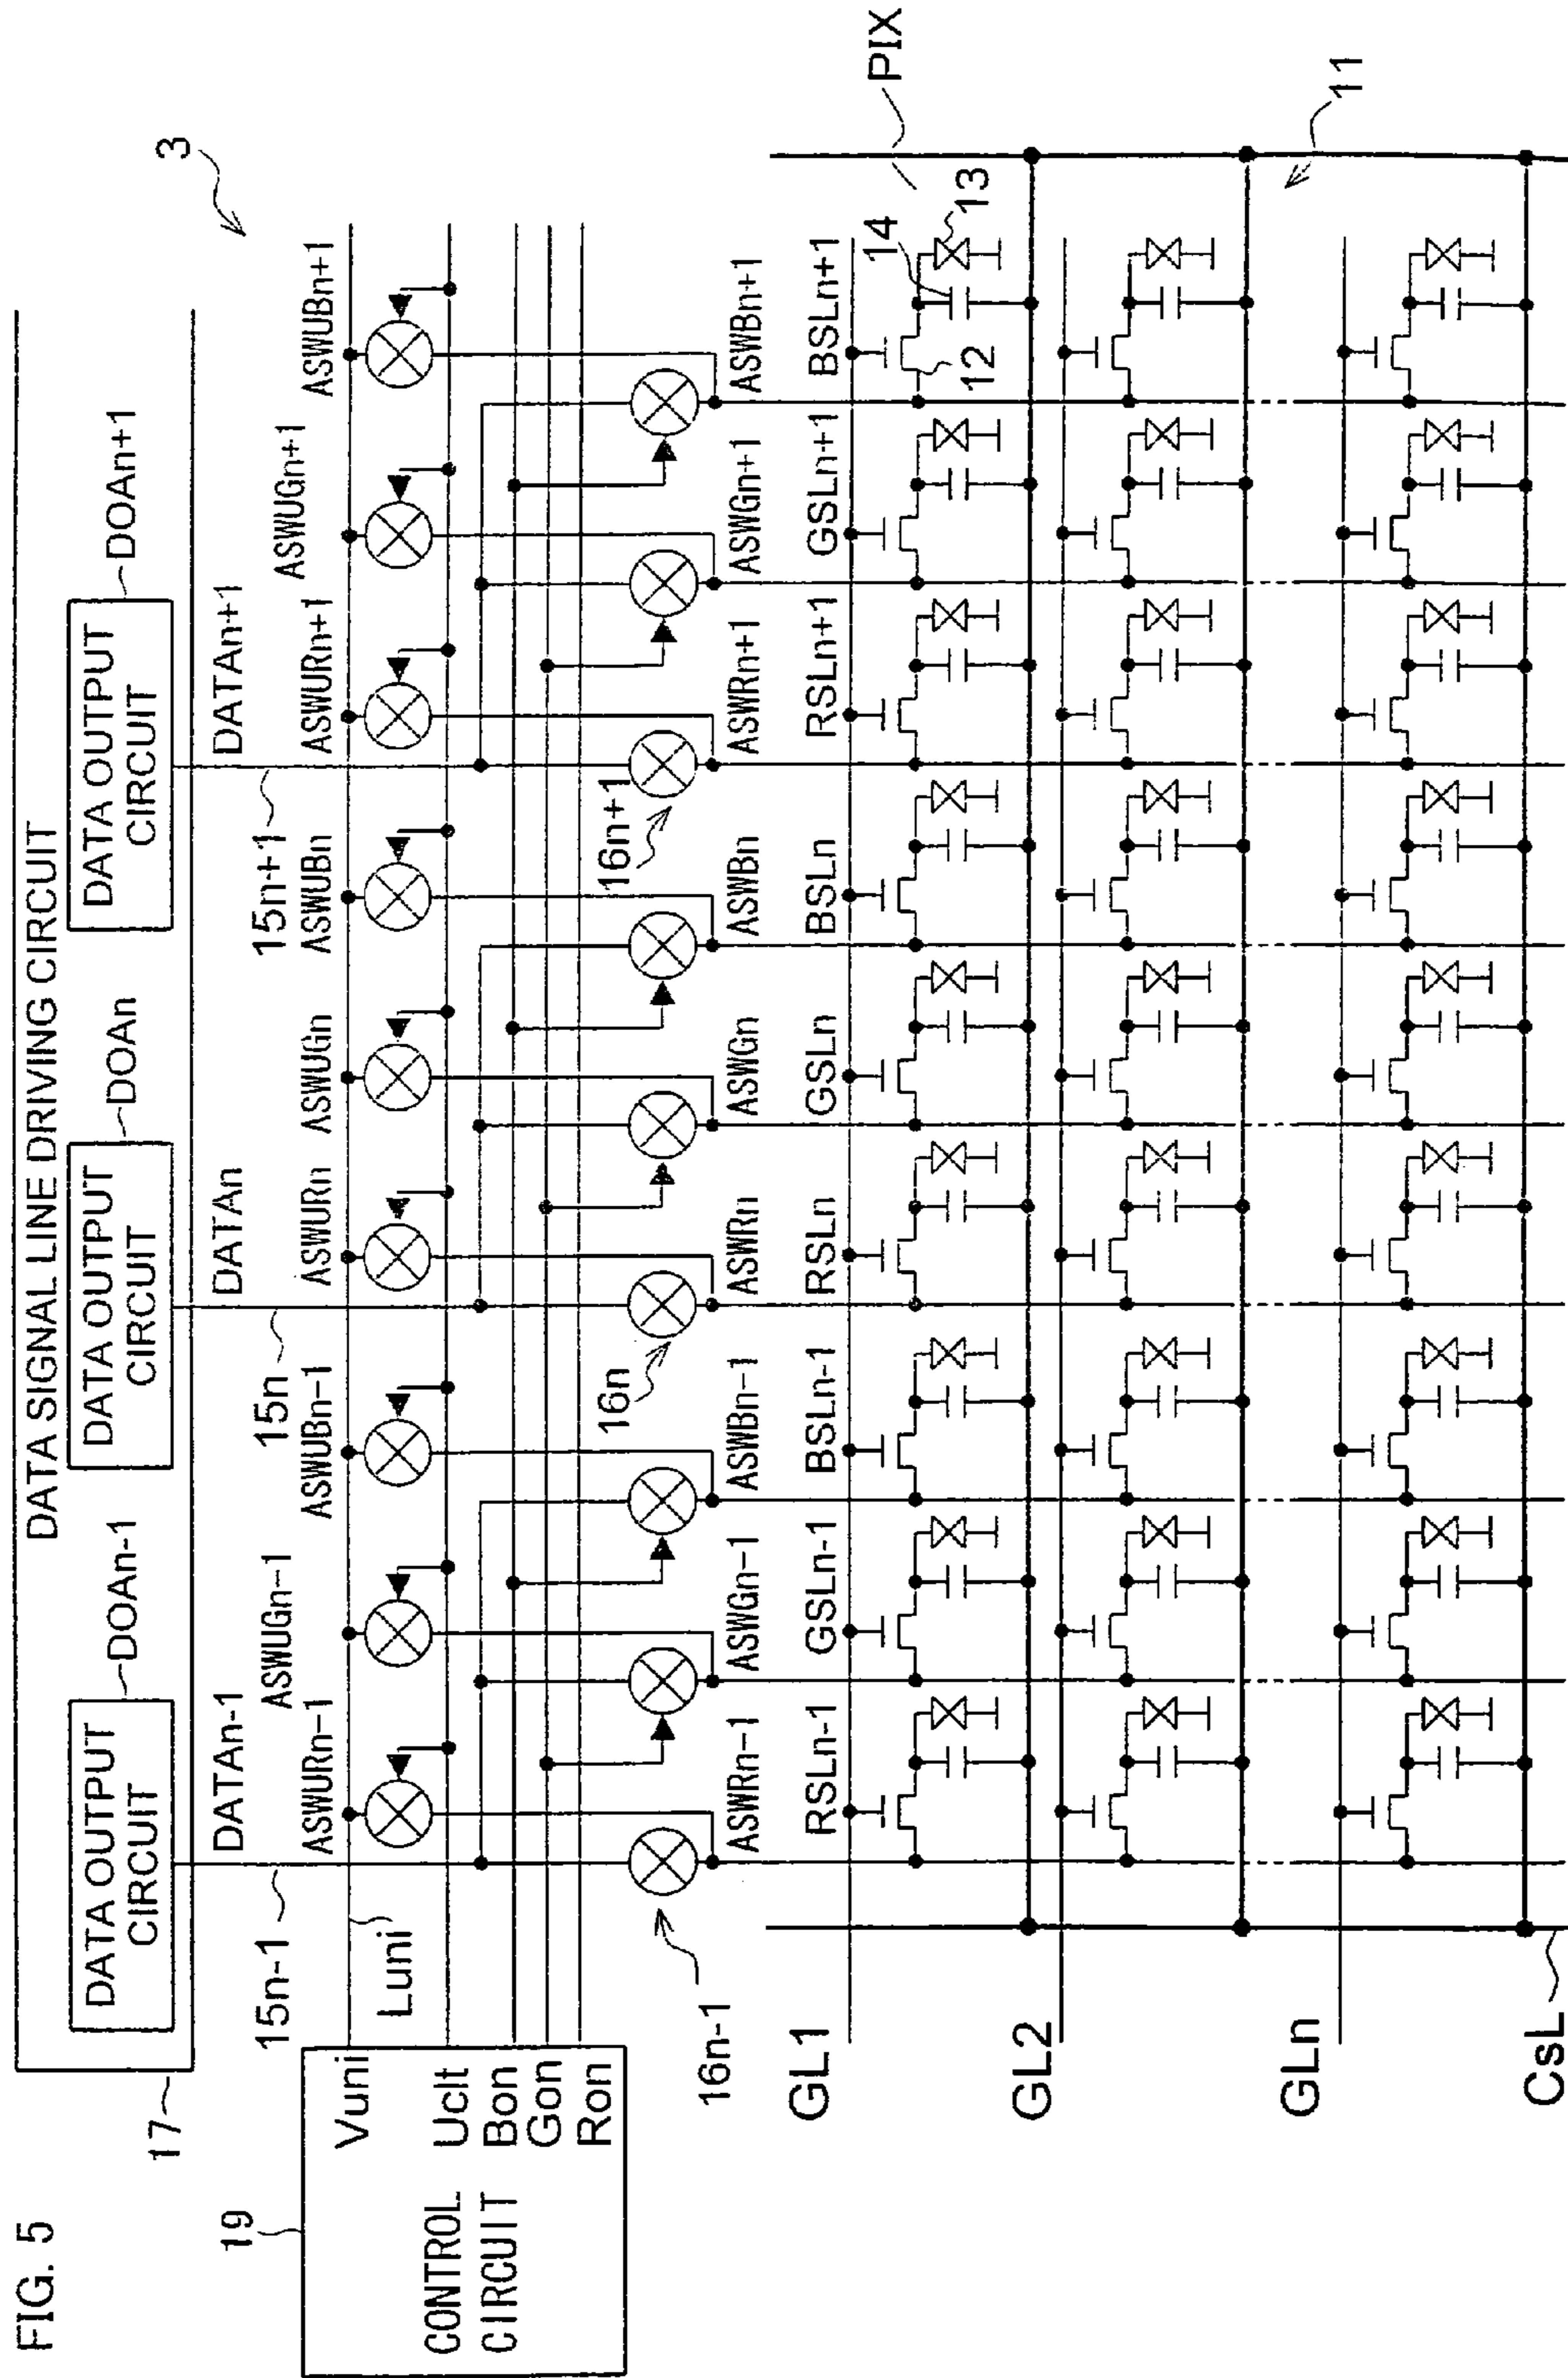 FIG. 5
DATA SIGNAL LINE DRIVING CIRCUIT
17
DATA OUTPUT
CIRCUIT
DOAn-1
DATA OUTPUT
CIRCUIT
DOAn
DATA OUTPUT
CIRCUIT
DOAn+1
3
19
CONTROL
CIRCUIT
Vuni
Uclt
Bon
Gon
Ron
Luni
15n-1
DATAn-1
15n
DATAn
15n+1
DATAn+1
ASWURn-1
ASWUGn-1
ASWUBn-1
ASWURn
ASWUGn
ASWUBn
ASWURn+1
ASWUGn+1
ASWUBn+1
16n-1
16n
16n+1
ASWRn-1
ASWGn-1
ASWBn-1
ASWRn
ASWGn
ASWBn
ASWRn+1
ASWGn+1
ASWBn+1
RSLn-1
GSLn-1
BSLn-1
RSLn
GSLn
BSLn
RSLn+1
GSLn+1
BSLn+1
GL1
12
14
13
PIX
GL2
11
GLn
CsL